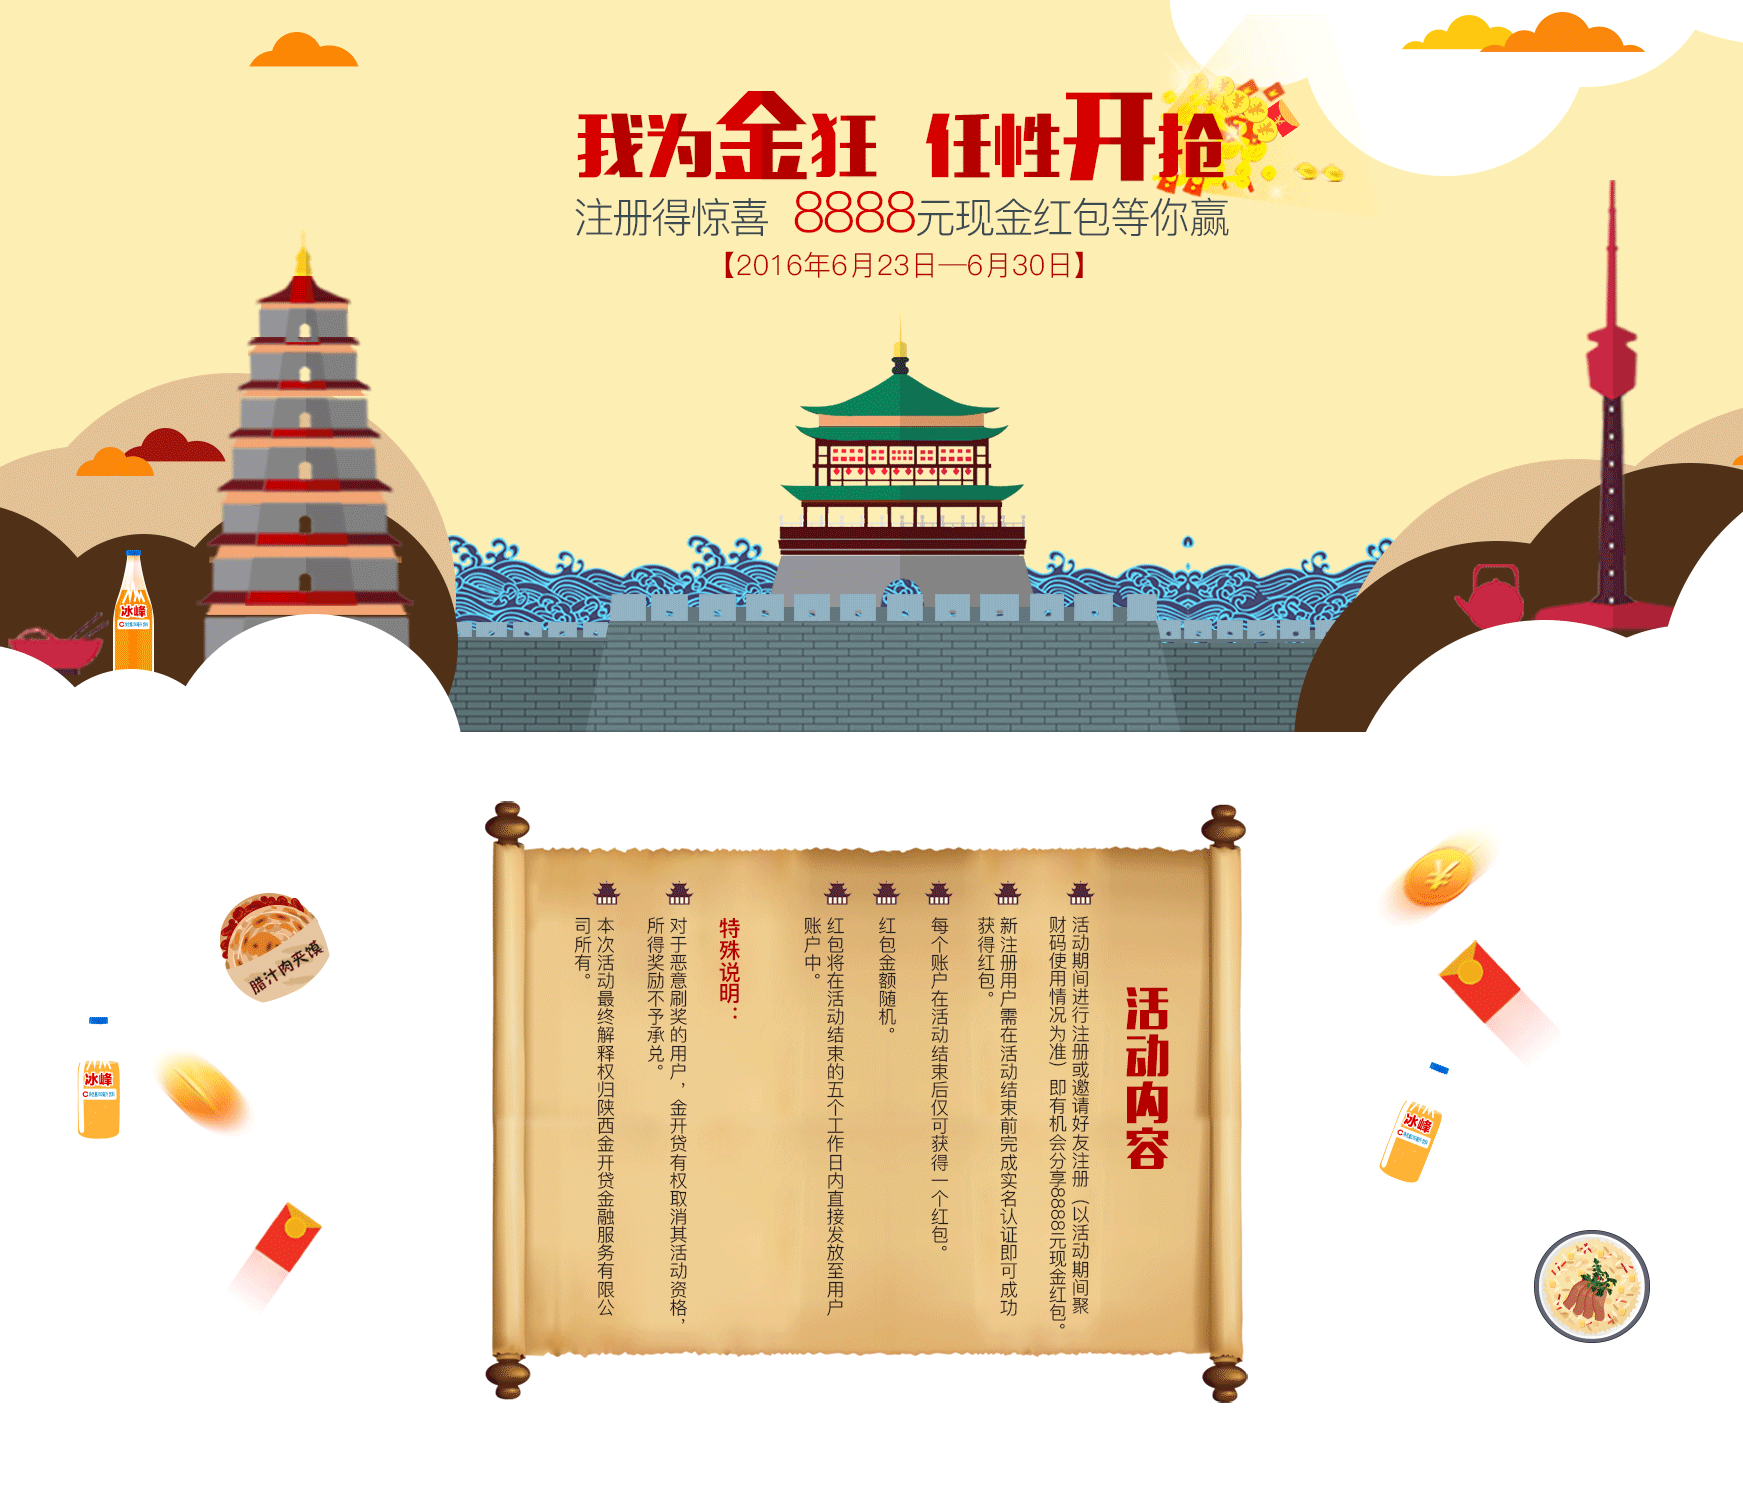 我为金狂 任性开抢
注册得惊喜 8888元现金红包等你赢
【2016年6月23日—6月30日】
冰峰
活动内容
活动期间进行注册或邀请好友注册（以活动期间聚
财码使用情况为准）即有机会分享8888元现金红包。
新注册用户需在活动结束前完成实名认证即可成功
获得红包。
每个账户在活动结束后仅可获得一个红包。
红包金额随机。
红包将在活动结束的五个工作日内直接发放至用户
账户中。
特殊说明：
对于恶意刷奖的用户，金开贷有权取消其活动资格，
所得奖励不予承兑。
本次活动最终解释权归陕西金开贷金融服务有限公
司所有。
腊汁肉夹馍
冰峰
冰峰